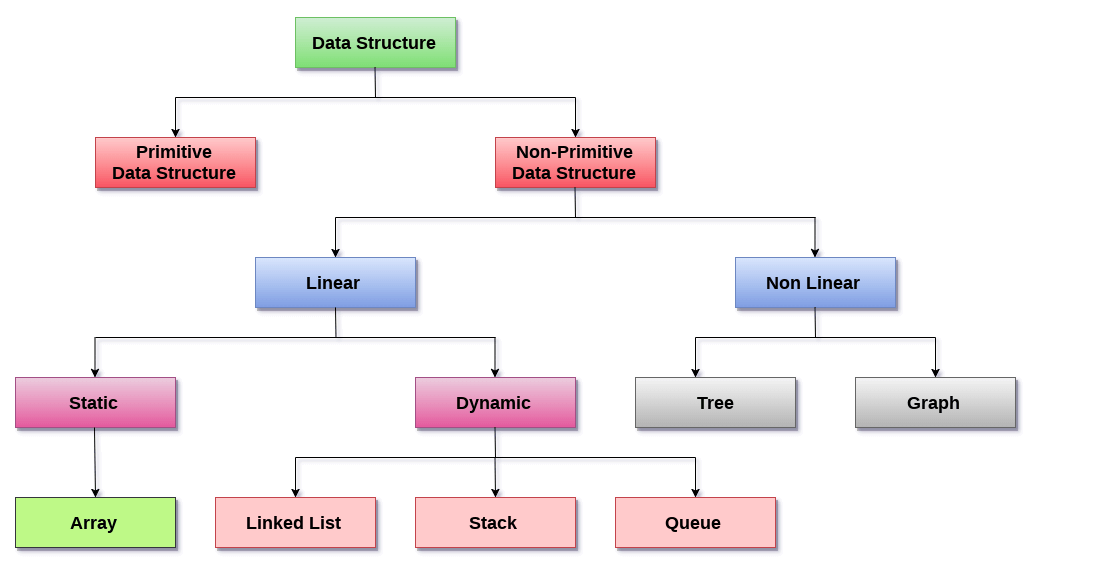 Data Structure
Primitive
Data Structure
Non-Primitive
Data Structure
Linear
Non Linear
Static
Dynamic
Tree
Graph
Array
Linked List
Stack
Queue